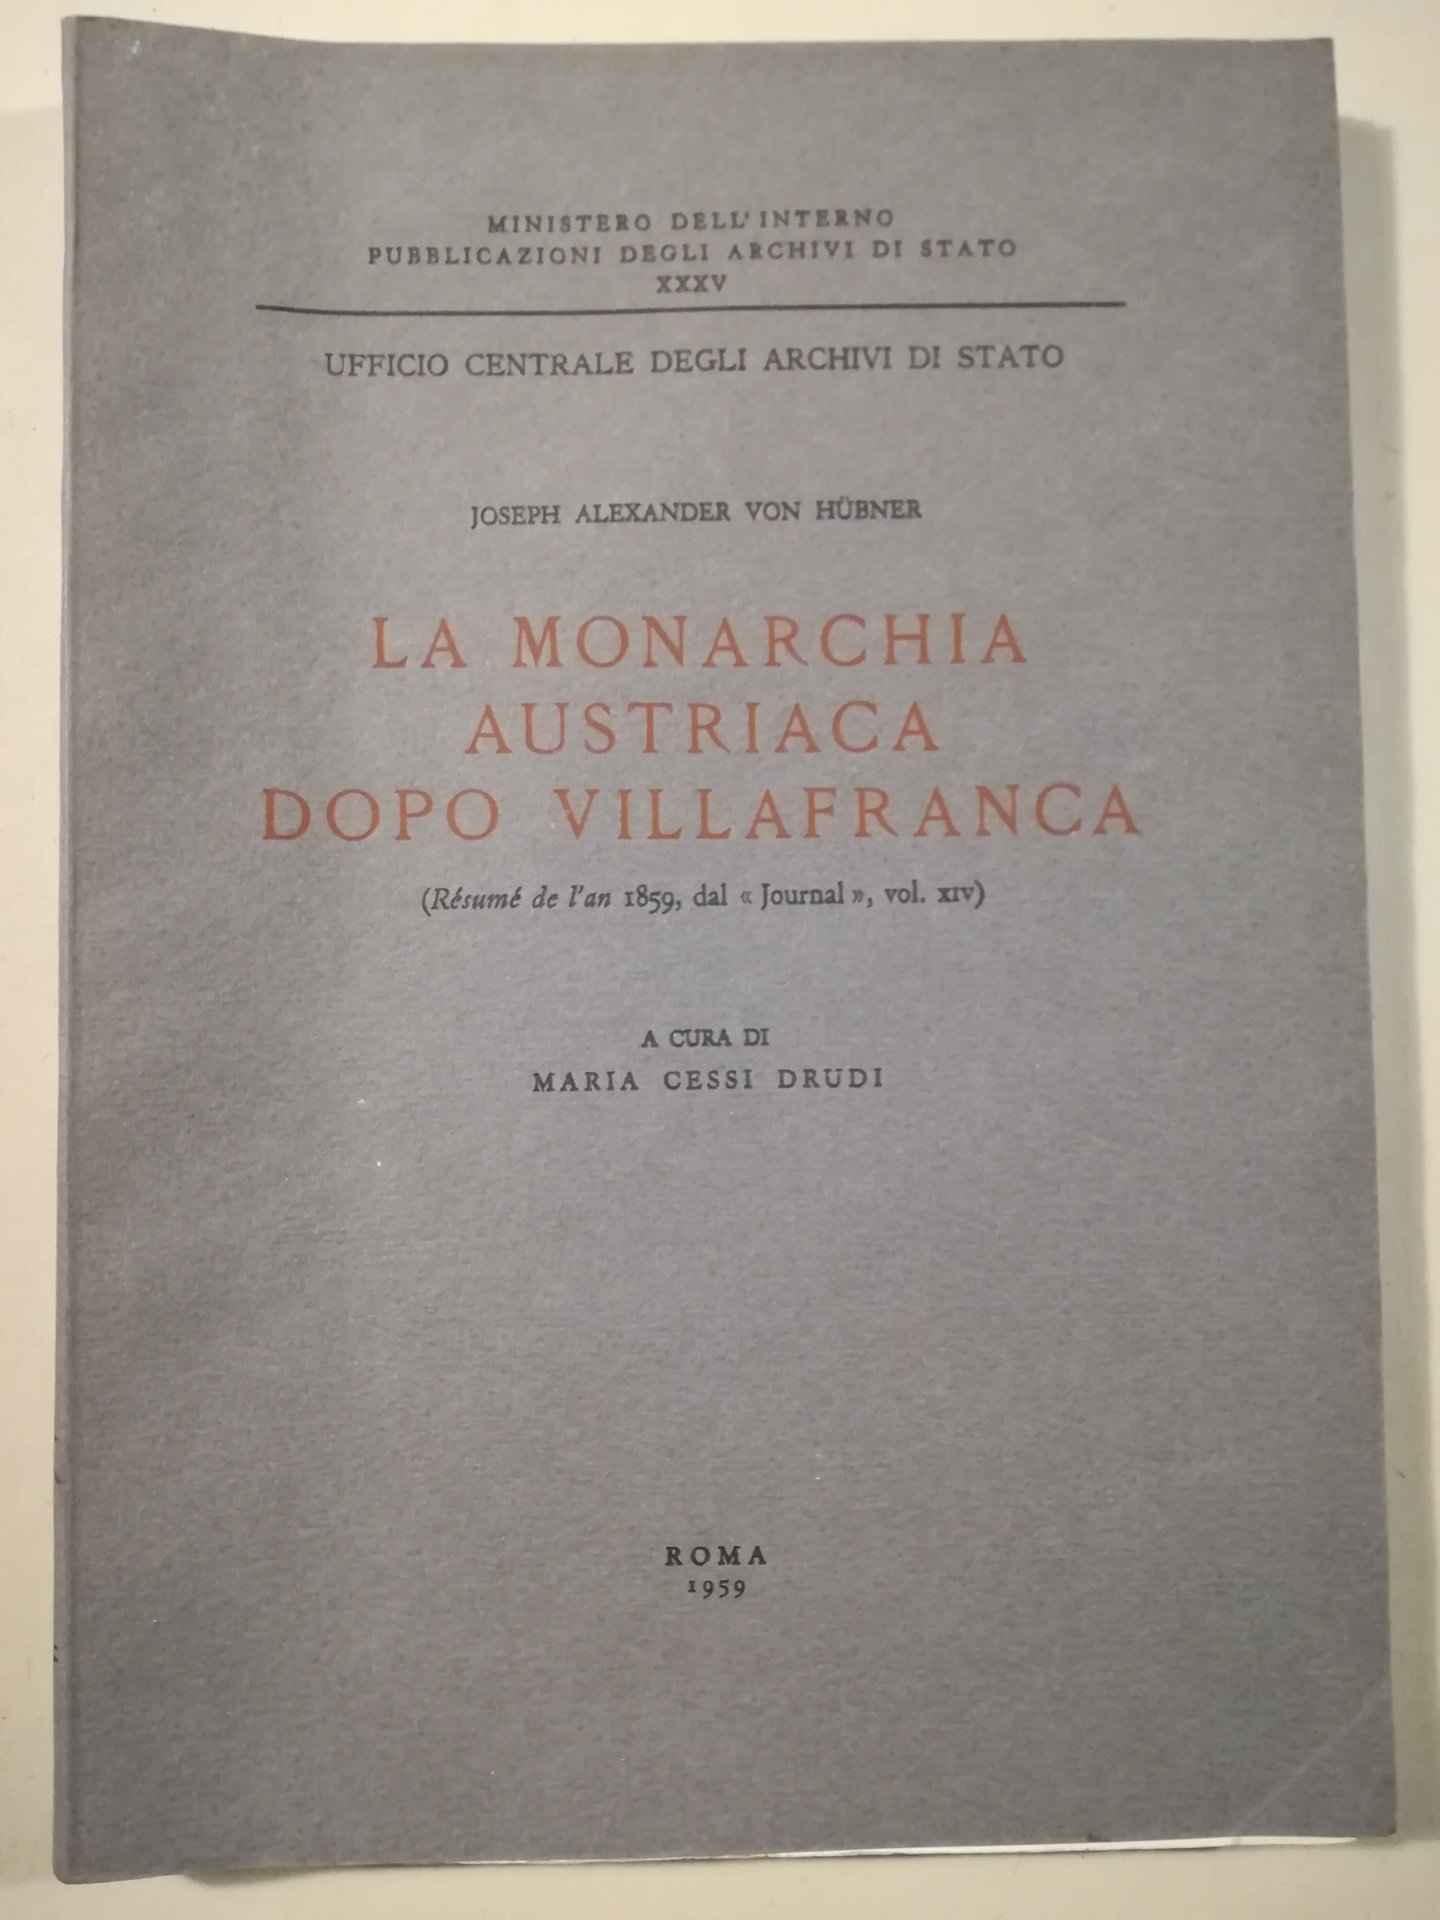 MINISTERO DELL'INTERNO
PUBBLICAZIONI DEGLI ARCHIVI DI STATO
XXXV
UFFICIO CENTRALE DEGLI ARCHIVI DI STATO
JOSEPH ALEXANDER VON HÜBNER
LA MONARCHIA
AUSTRIACA
DOPO VILLAFRANCA
(Résumé de l'an 1859, dal « Journal », vol. XIV)
A CURA DI
MARIA CESSI DRUDI
ROMA
1959